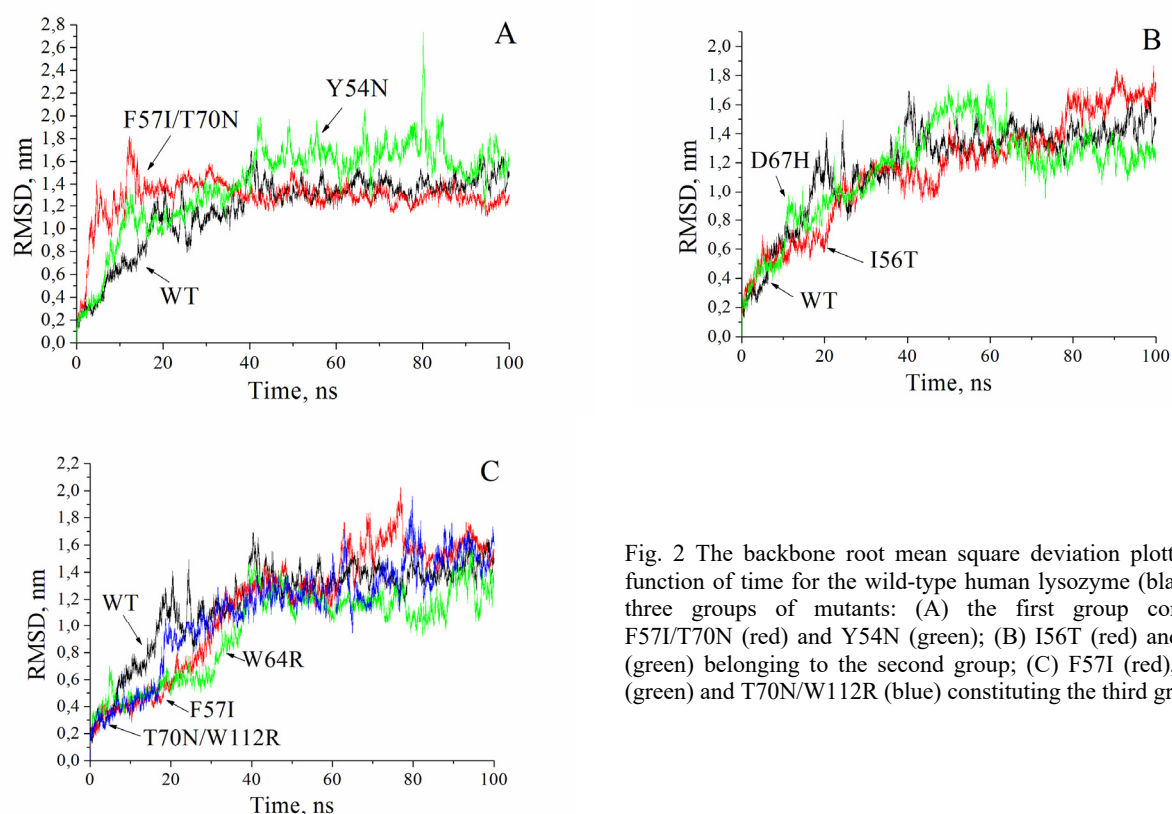 A
2,8
2,6
2,4
2,2
2,0
1,8
1,6
1,4
1,2
1,0
0,8
0,6
0,4
0,2
0,0
RMSD, nm
F57I/T70N
Y54N
WT
0 20 40 60 80 100
Time, ns
B
2,0
1,8
1,6
1,4
1,2
1,0
0,8
0,6
0,4
0,2
0,0
RMSD, nm
D67H
I56T
WT
0 20 40 60 80 100
Time, ns
C
2,2
2,0
1,8
1,6
1,4
1,2
1,0
0,8
0,6
0,4
0,2
0,0
RMSD, nm
WT
W64R
F57I
T70N/W112R
0 20 40 60 80 100
Time, ns
Fig. 2 The backbone root mean square deviation
function of time for the wild-type human lysozyme
three groups of mutants: (A) the first group
F57I/T70N (red) and Y54N (green); (B) I56T (red) and
(green) belonging to the second group; (C) F57I (red),
(green) and T70N/W112R (blue) constituting the third